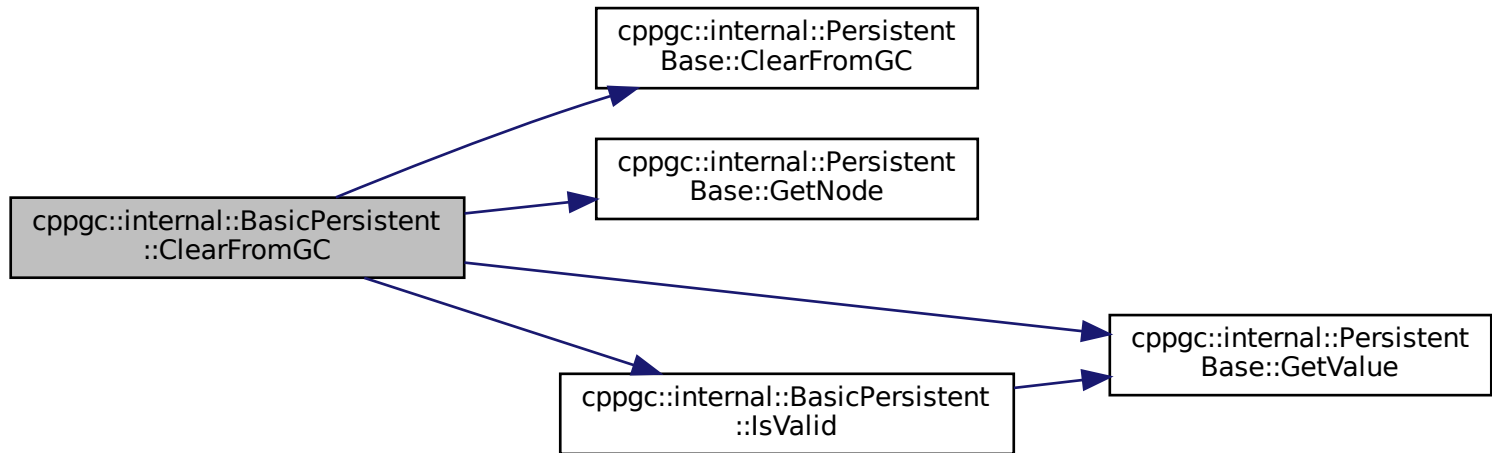 cppgc::internal::Persistent
Base::ClearFromGC
cppgc::internal::Persistent
Base::GetNode
cppgc::internal::BasicPersistent
::ClearFromGC
cppgc::internal::Persistent
Base::GetValue
cppgc::internal::BasicPersistent
::IsValid